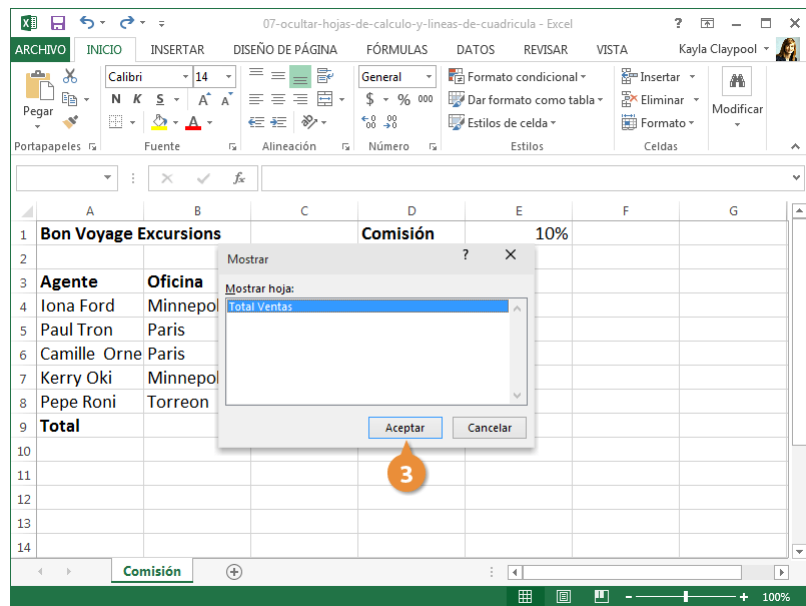 07-ocultar-hojas-de-calculo-y-lineas-de-cuadricula - Excel
ARCHIVO INICIO INSERTAR DISEÑO DE PÁGINA FÓRMULAS DATOS REVISAR VISTA Kayla Claypool
Calibri 14 General Formato condicional Insertar
Pegar N K S A A $ % 000 Dar formato como tabla Eliminar Modificar
A Estilos de celda Formato
Portapapeles Fuente Alineación Número Estilos Celdas
fx
A B C D E F G
1 Bon Voyage Excursions Comisión 10%
2
3 Agente Oficina
4 Iona Ford Minnepol
5 Paul Tron Paris
6 Camille Orne Paris
7 Kerry Oki Minnepol
8 Pepe Roni Torreon
9 Total
10
11
12
13
14
Mostrar ?
Mostrar hoja:
Total Ventas
Aceptar Cancelar
3
Comisión
100%